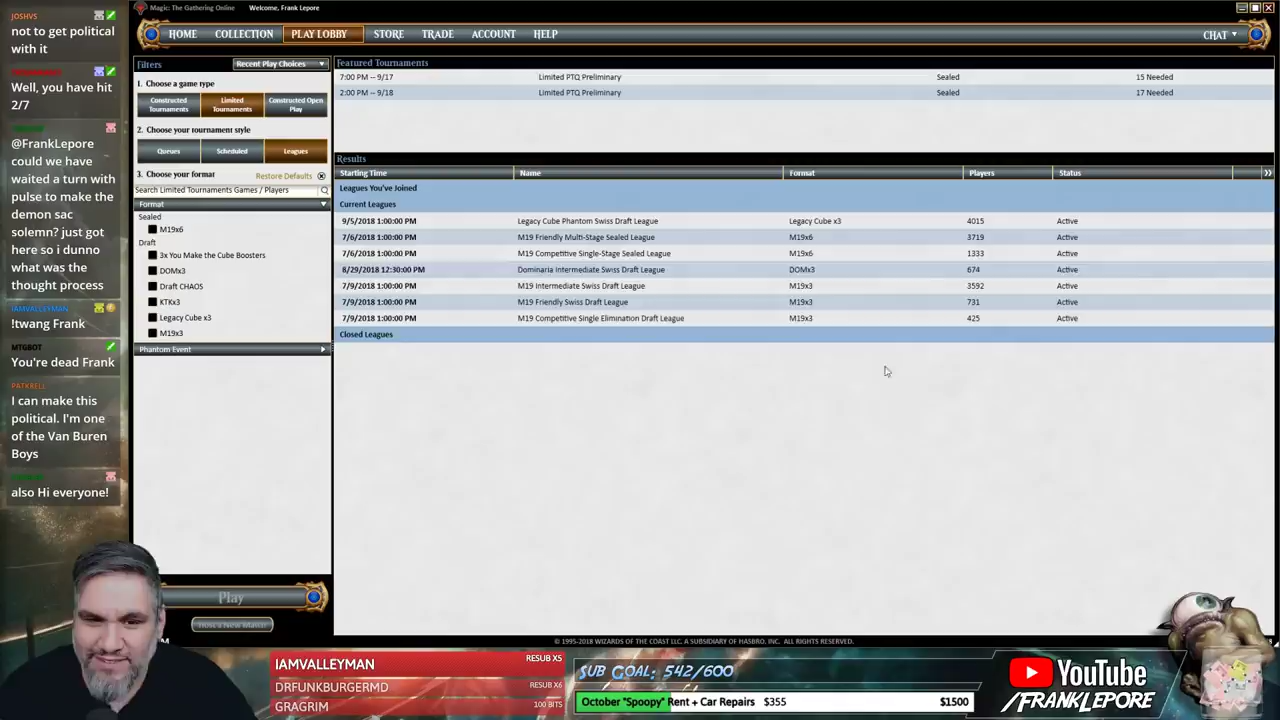 JOSHVS
not to get political
with it
Well, you have hit
2/7
@FrankLepore
could we have
waited a turn with
pulse to make the
demon sac
solemn? just got
here so i dunno
what was the
thought process
IAMVALLEYMAN
!twang Frank
MTGBOT
You're dead Frank
PATKRELL
I can make this
political. I'm one
of the Van Buren
Boys
also Hi everyone!
Magic: The Gathering Online Welcome, Frank Lepore
HOME COLLECTION PLAY LOBBY STORE TRADE ACCOUNT HELP CHAT
Filters Recent Play Choices
1. Choose a game type
Constructed Tournaments Limited Tournaments Constructed Open Play
2. Choose your tournament style
Queues Scheduled Leagues
3. Choose your format Restore Defaults
Search Limited Tournaments Games / Players
Format
Sealed
M19x6
Draft
3x You Make the Cube Boosters
DOMx3
Draft CHAOS
KTKx3
Legacy Cube x3
M19x3
Phantom Event
Play
Featured Tournaments
7:00 PM -- 9/17 Limited PTQ Preliminary Sealed 15 Needed
2:00 PM -- 9/18 Limited PTQ Preliminary Sealed 17 Needed
Results
Starting Time Name Format Players Status
Leagues You've Joined
Current Leagues
9/5/2018 1:00:00 PM Legacy Cube Phantom Swiss Draft League Legacy Cube x3 4015 Active
7/6/2018 1:00:00 PM M19 Friendly Multi-Stage Sealed League M19x6 3719 Active
7/6/2018 1:00:00 PM M19 Competitive Single-Stage Sealed League M19x6 1333 Active
8/29/2018 12:30:00 PM Dominaria Intermediate Swiss Draft League DOMx3 674 Active
7/9/2018 1:00:00 PM M19 Intermediate Swiss Draft League M19x3 3592 Active
7/9/2018 1:00:00 PM M19 Friendly Swiss Draft League M19x3 731 Active
7/9/2018 1:00:00 PM M19 Competitive Single Elimination Draft League M19x3 425 Active
Closed Leagues
© 1995-2018 WIZARDS OF THE COAST LLC, A SUBSIDIARY OF HASBRO, INC. ALL RIGHTS RESERVED.
IAMVALLEYMAN RESUB X5
DRFUNKBURGERMD RESUB X6
GRAGRIM 100 BITS
SUB GOAL: 542/600
October "Spoopy" Rent + Car Repairs $355 $1500
YouTube
/FRANKLEPORE